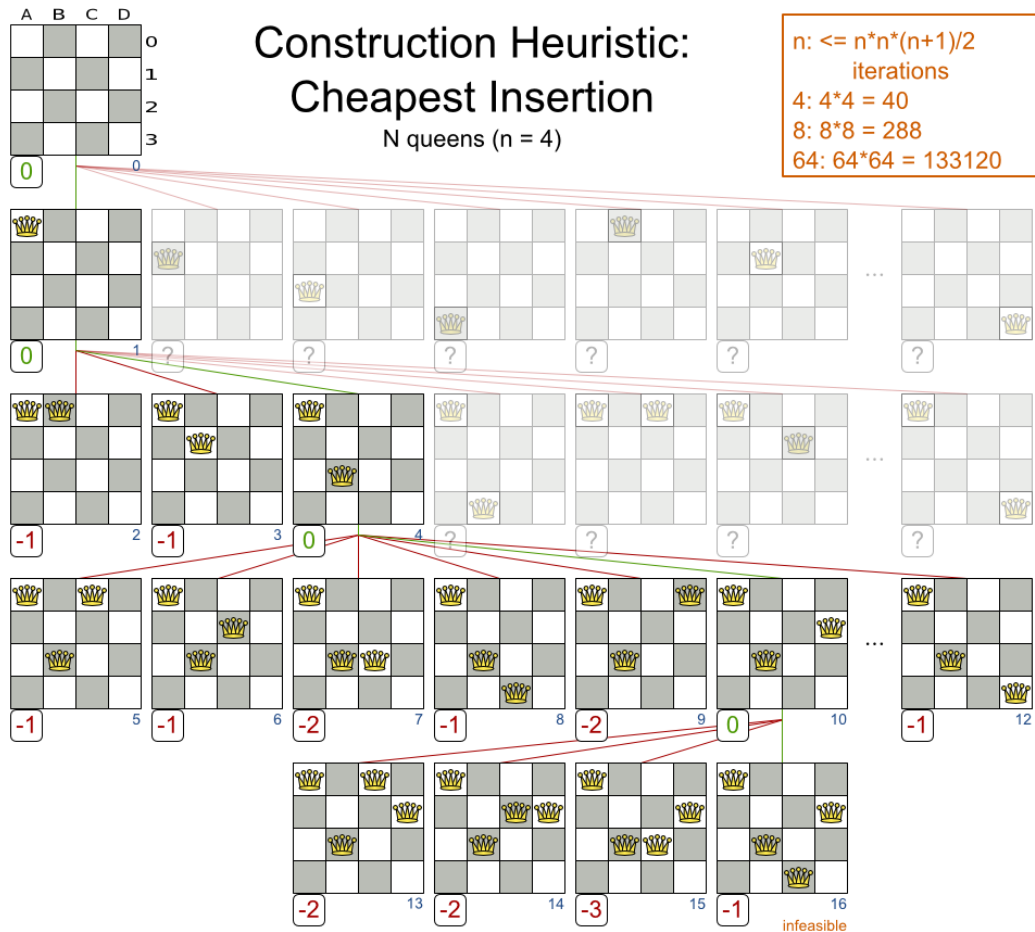 A B C D
0
1
2
3
Construction Heuristic:
Cheapest Insertion
N queens (n = 4)
n: <= n*n*(n+1)/2
iterations
4: 4*4 = 40
8: 8*8 = 288
64: 64*64 = 133120
0 0
...
0 1 ? ? ? ? ? ?
...
-1 2 -1 3 0 4 ? ? ? ?
...
-1 5 -1 6 -2 7 -1 8 -2 9 0 10 -1 12
-2 13 -2 14 -3 15 -1 16
infeasible